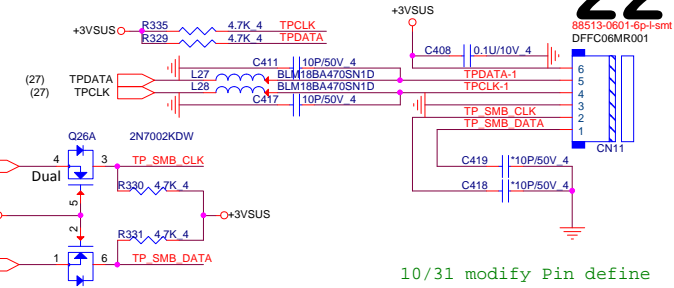 +3VSUS
R335 4.7K_4 TPCLK
R329 4.7K_4 TPDATA
+3VSUS
88513-0601-6p-l-smt
DFFC06MR001
C408 0.1U/10V_4
C411 10P/50V_4
(27) TPDATA L27 BLM18BA470SN1D TPDATA-1
(27) TPCLK L28 BLM18BA470SN1D TPCLK-1
C417 10P/50V_4
TP_SMB_CLK
TP_SMB_DATA
6
5
4
3
2
1
CN11
Q26A 2N7002KDW
4 3 TP_SMB_CLK
Dual
5
R330 4.7K_4
+3VSUS
2
R331 4.7K_4
1 6 TP_SMB_DATA
C419 *10P/50V_4
C418 *10P/50V_4
10/31 modify Pin define